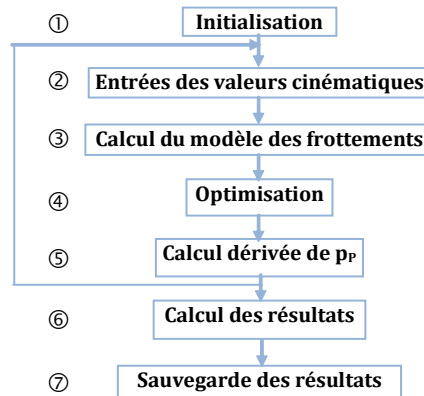 ① Initialisation
② Entrées des valeurs cinématiques
③ Calcul du modèle des frottements
④ Optimisation
⑤ Calcul dérivée de pₚ
⑥ Calcul des résultats
⑦ Sauvegarde des résultats